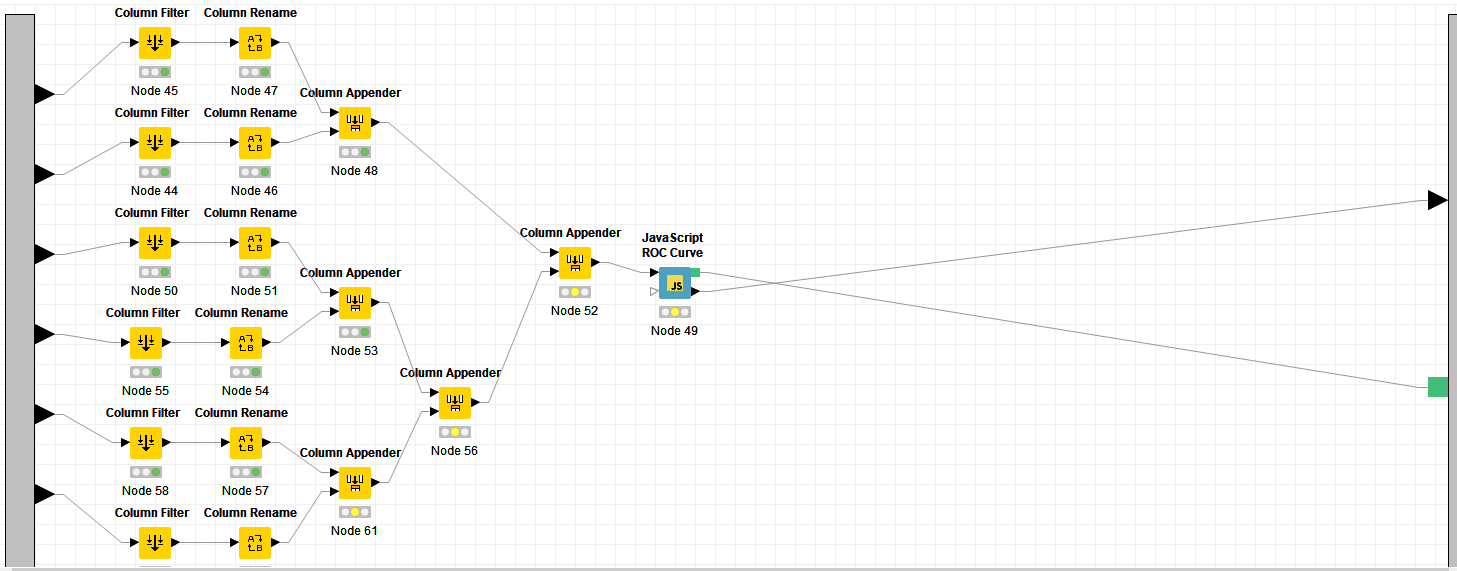 Column Filter
Column Rename
Node 45
Node 47
Column Appender
Column Filter
Column Rename
Node 44
Node 46
Node 48
Column Filter
Column Rename
Node 50
Node 51
Column Appender
Column Appender
JavaScript
ROC Curve
JS
Node 52
Node 49
Column Filter
Column Rename
Node 53
Node 55
Node 54
Column Appender
Column Filter
Column Rename
Node 56
Node 58
Node 57
Column Appender
Column Filter
Column Rename
Node 61